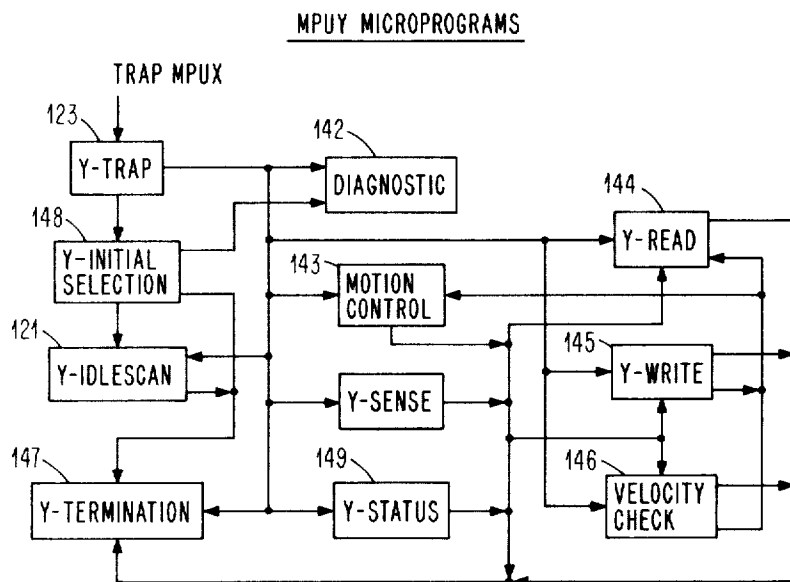 MPUY MICROPROGRAMS
TRAP MPUX
123
Y-TRAP
142
DIAGNOSTIC
148
Y-INITIAL
SELECTION
144
Y-READ
143
MOTION
CONTROL
121
Y-IDLESCAN
145
Y-WRITE
Y-SENSE
147
Y-TERMINATION
149
Y-STATUS
146
VELOCITY
CHECK